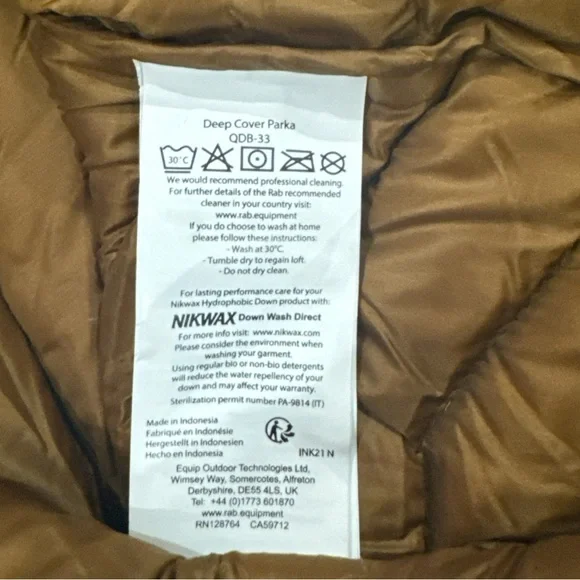 Deep Cover Parka
QDB-33
30°C
We would recommend professional cleaning.
For further details of the Rab recommended
cleaner in your country visit:
www.rab.equipment
If you do choose to wash at home
please follow these instructions:
- Wash at 30°C.
- Tumble dry to regain loft.
- Do not dry clean.
For lasting performance care for your
Nikwax Hydrophobic Down product with:
NIKWAX Down Wash Direct
For more info visit: www.nikwax.com
Please consider the environment when
washing your garment.
Using regular bio or non-bio detergents
will reduce the water repellency of your
down and may affect your warranty.
Sterilization permit number PA-9814 (IT)
Made in Indonesia
Fabriqué en Indonésie
Hergestellt in Indonesien
Hecho en Indonesia
INK21 N
Equip Outdoor Technologies Ltd,
Wimsey Way, Somercotes, Alfreton
Derbyshire, DE55 4LS, UK
Tel: +44 (0)1773 601870
www.rab.equipment
RN128764 CA59712